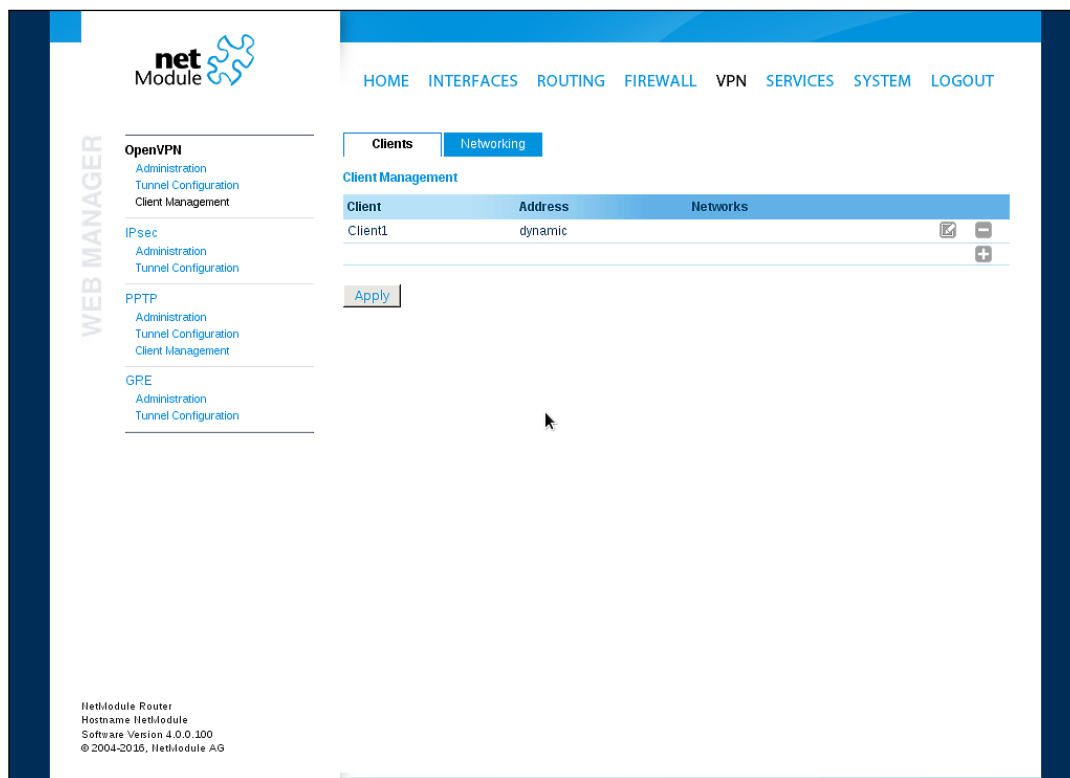 net
Module
HOME INTERFACES ROUTING FIREWALL VPN SERVICES SYSTEM LOGOUT
WEB MANAGER
OpenVPN
Administration
Tunnel Configuration
Client Management
IPsec
Administration
Tunnel Configuration
PPTP
Administration
Tunnel Configuration
Client Management
GRE
Administration
Tunnel Configuration
Clients Networking
Client Management
Client Address Networks
Client1 dynamic
Apply
NetModule Router
Hostname NetModule
Software Version 4.0.0.100
© 2004-2016, NetModule AG